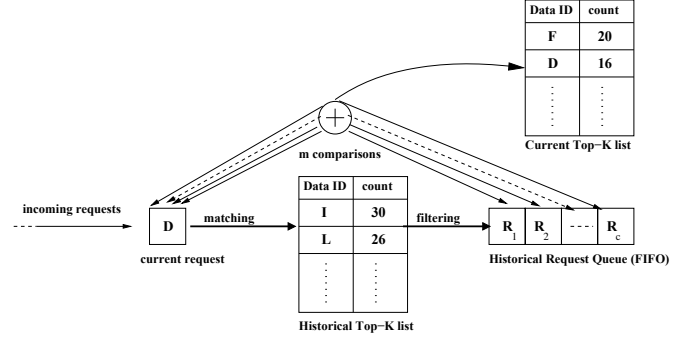 Data ID count
F 20
D 16
Current Top−K list
m comparisons
Data ID count
I 30
L 26
Historical Top−K list
incoming requests
D
current request
matching
filtering
R1 R2 Rc
Historical Request Queue (FIFO)